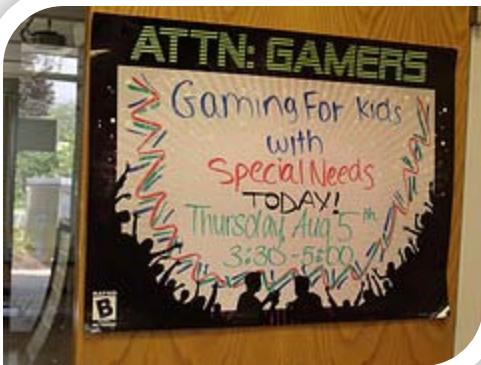 ATTN: GAMERS
Gaming For Kids
with
Special Needs
TODAY!
Thursday, Aug 5th
3:30 - 5:00
B